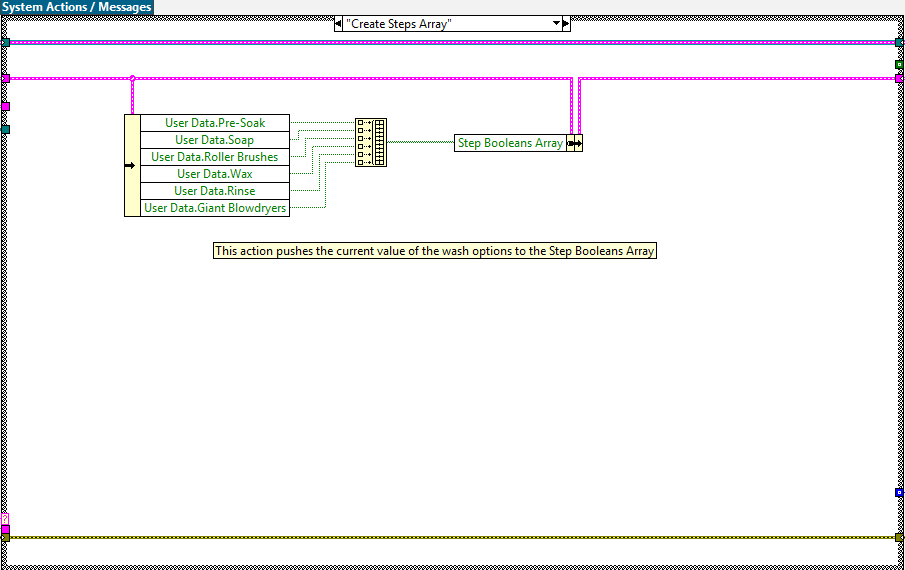 System Actions / Messages
"Create Steps Array"
User Data.Pre-Soak
User Data.Soap
User Data.Roller Brushes
User Data.Wax
User Data.Rinse
User Data.Giant Blowdryers
Step Booleans Array
This action pushes the current value of the wash options to the Step Booleans Array
?